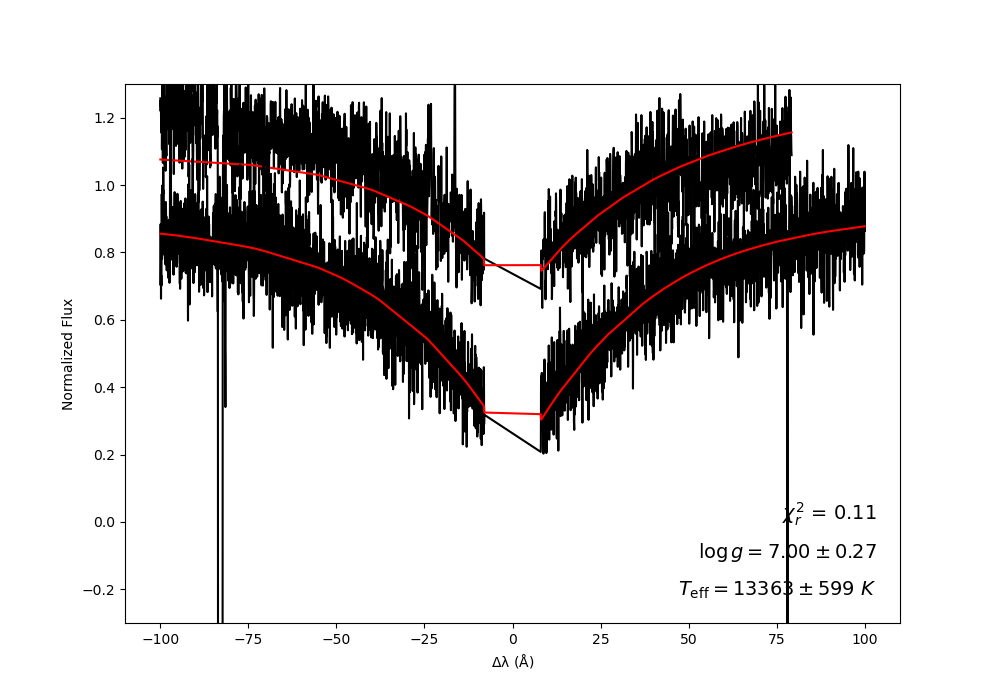 1.2
1.0
0.8
0.6
0.4
0.2
0.0
−0.2
Normalized Flux
χ²ᵣ = 0.11
log g = 7.00 ± 0.27
T_eff = 13363 ± 599 K
−100 −75 −50 −25 0 25 50 75 100
Δλ (Å)